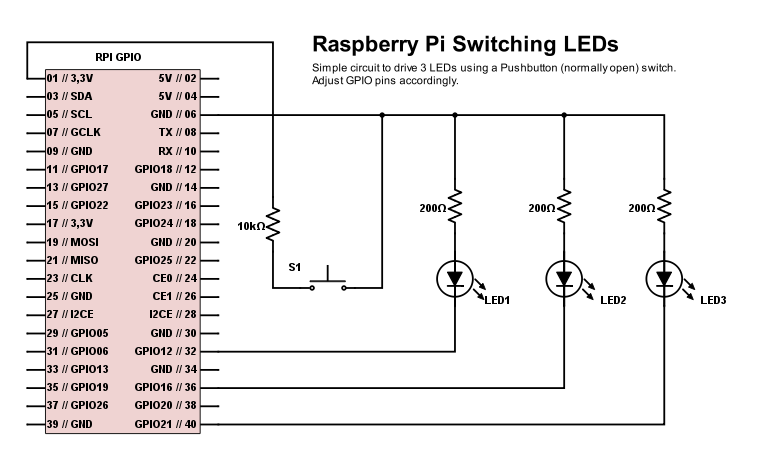 Raspberry Pi Switching LEDs
Simple circuit to drive 3 LEDs using a Pushbutton (normally open) switch.
Adjust GPIO pins accordingly.
RPI GPIO
01 // 3,3V 5V // 02
03 // SDA 5V // 04
05 // SCL GND // 06
07 // GCLK TX // 08
09 // GND RX // 10
11 // GPIO17 GPIO18 // 12
13 // GPIO27 GND // 14
15 // GPIO22 GPIO23 // 16
17 // 3,3V GPIO24 // 18
19 // MOSI GND // 20
21 // MISO GPIO25 // 22
23 // CLK CE0 // 24
25 // GND CE1 // 26
27 // I2CE I2CE // 28
29 // GPIO05 GND // 30
31 // GPIO06 GPIO12 // 32
33 // GPIO13 GND // 34
35 // GPIO19 GPIO16 // 36
37 // GPIO26 GPIO20 // 38
39 // GND GPIO21 // 40
10kΩ
S1
200Ω
200Ω
200Ω
LED1
LED2
LED3